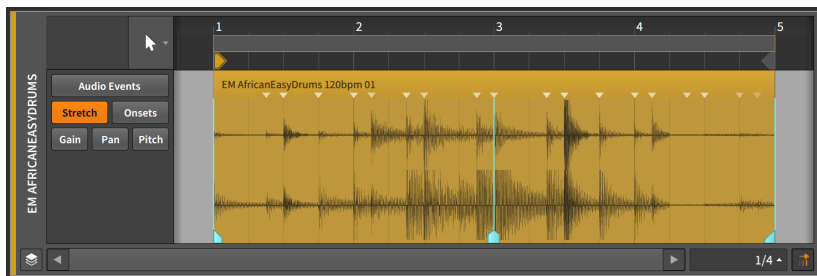 1 2 3 4 5
EM AFRICANEASYDRUMS
Audio Events
EM AfricanEasyDrums 120bpm 01
Stretch Onsets
Gain Pan Pitch
1/4